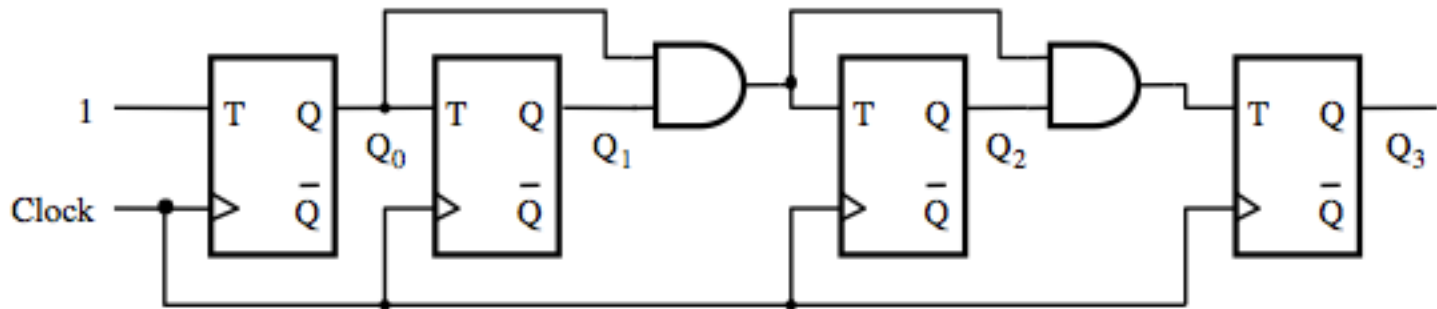 1 T Q T Q T Q T Q
Q₀ Q₁ Q₂ Q₃
Clock Q̅ Q̅ Q̅ Q̅